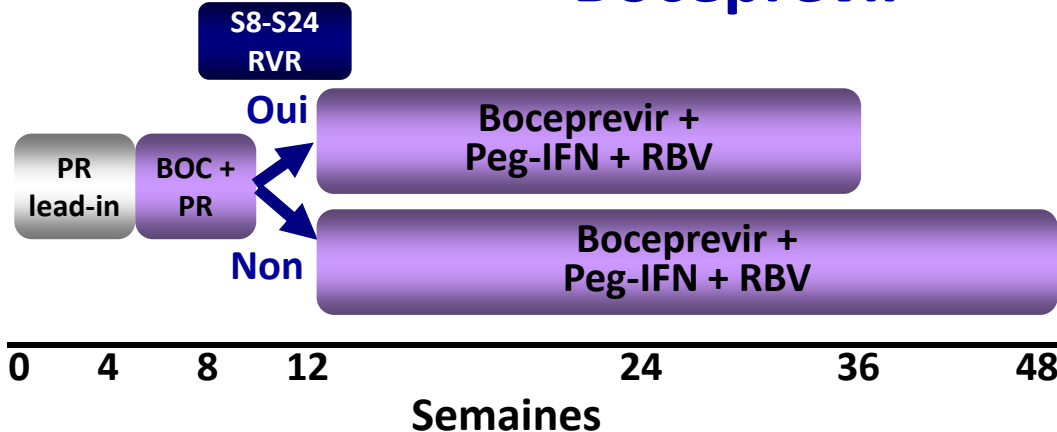 Boceprevir
S8-S24
RVR
Oui
Boceprevir +
Peg-IFN + RBV
PR
lead-in
BOC +
PR
Non
Boceprevir +
Peg-IFN + RBV
0 4 8 12 24 36 48
Semaines